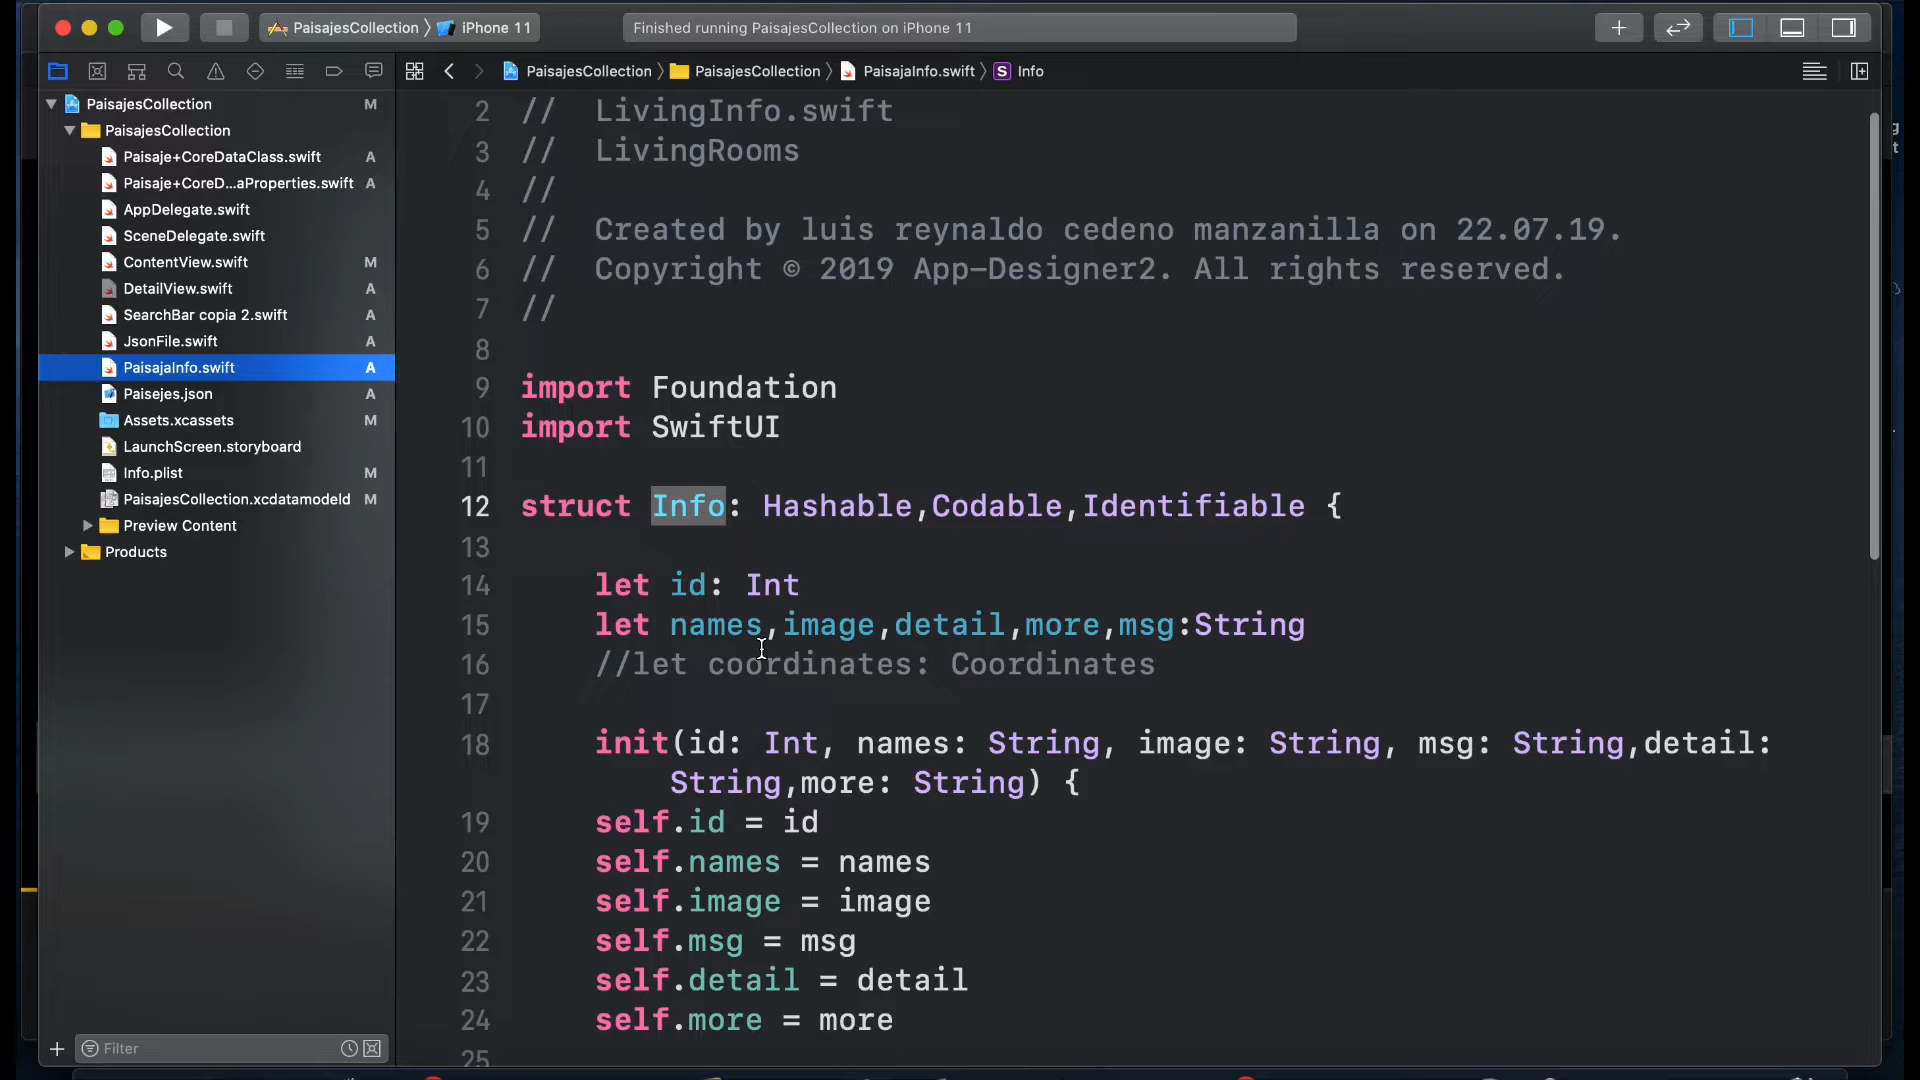 PaisajesCollection 〉 iPhone 11
Finished running PaisajesCollection on iPhone 11
PaisajesCollection 〉 PaisajesCollection 〉 PaisajaInfo.swift 〉 S Info
PaisajesCollection M
PaisajesCollection
Paisaje+CoreDataClass.swift A
Paisaje+CoreD...aProperties.swift A
AppDelegate.swift
SceneDelegate.swift
ContentView.swift M
DetailView.swift A
SearchBar copia 2.swift A
JsonFile.swift A
PaisajaInfo.swift A
Paisejes.json A
Assets.xcassets M
LaunchScreen.storyboard
Info.plist M
PaisajesCollection.xcdatamodeld M
Preview Content
Products
Filter
2 //  LivingInfo.swift
3 //  LivingRooms
4 //
5 //  Created by luis reynaldo cedeno manzanilla on 22.07.19.
6 //  Copyright © 2019 App-Designer2. All rights reserved.
7 //
8
9 import Foundation
10 import SwiftUI
11
12 struct Info: Hashable,Codable,Identifiable {
13
14     let id: Int
15     let names,image,detail,more,msg:String
16     //let coordinates: Coordinates
17
18     init(id: Int, names: String, image: String, msg: String,detail:
        String,more: String) {
19     self.id = id
20     self.names = names
21     self.image = image
22     self.msg = msg
23     self.detail = detail
24     self.more = more
25